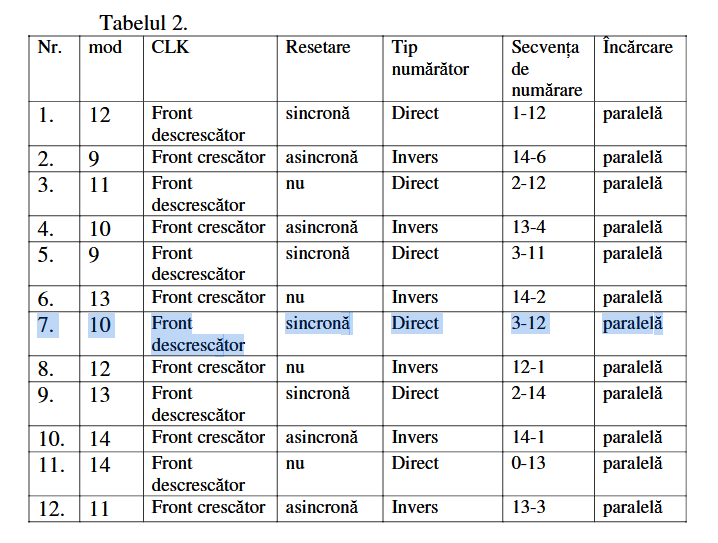 Tabelul 2.
Nr. mod CLK Resetare Tip numărător Secvența de numărare Încărcare
1. 12 Front descrescător sincronă Direct 1-12 paralelă
2. 9 Front crescător asincronă Invers 14-6 paralelă
3. 11 Front descrescător nu Direct 2-12 paralelă
4. 10 Front crescător asincronă Invers 13-4 paralelă
5. 9 Front descrescător sincronă Direct 3-11 paralelă
6. 13 Front crescător nu Invers 14-2 paralelă
7. 10 Front descrescător sincronă Direct 3-12 paralelă
8. 12 Front crescător nu Invers 12-1 paralelă
9. 13 Front descrescător sincronă Direct 2-14 paralelă
10. 14 Front crescător asincronă Invers 14-1 paralelă
11. 14 Front descrescător nu Direct 0-13 paralelă
12. 11 Front crescător asincronă Invers 13-3 paralelă